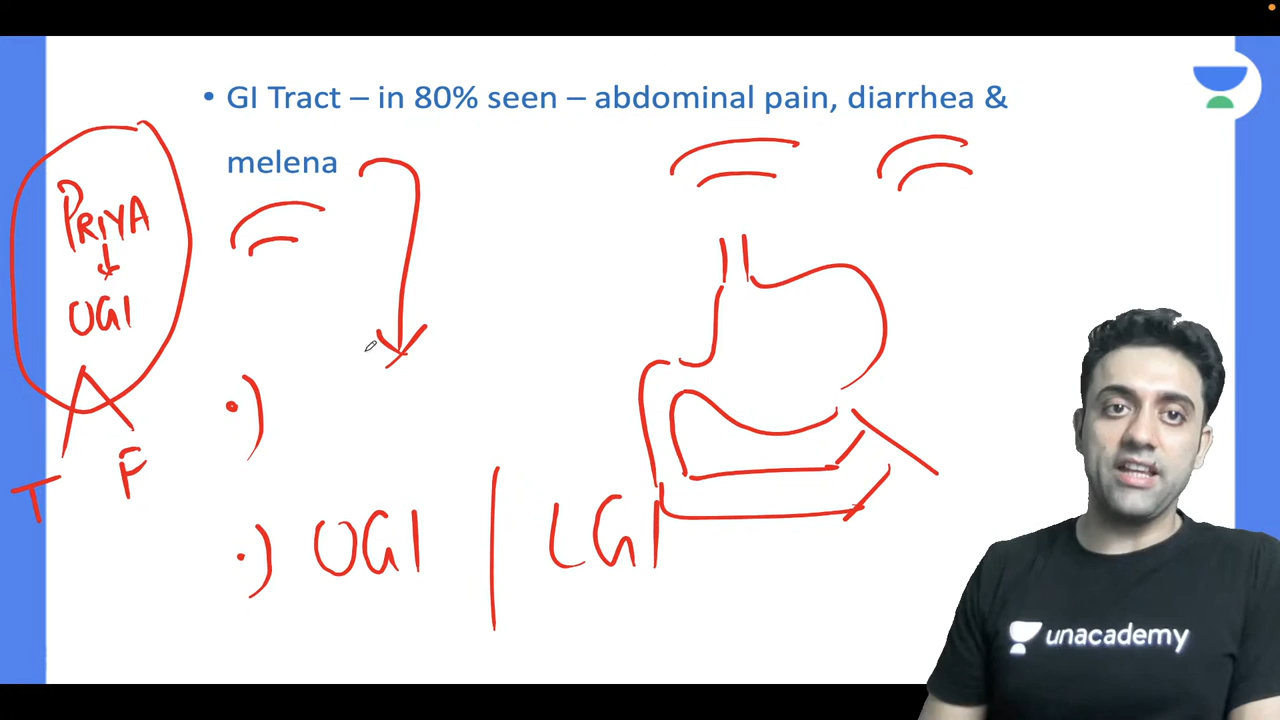 • GI Tract – in 80% seen – abdominal pain, diarrhea &
melena
PRIYA
UGI
T F
•)
•) UGI | LGI
unacademy